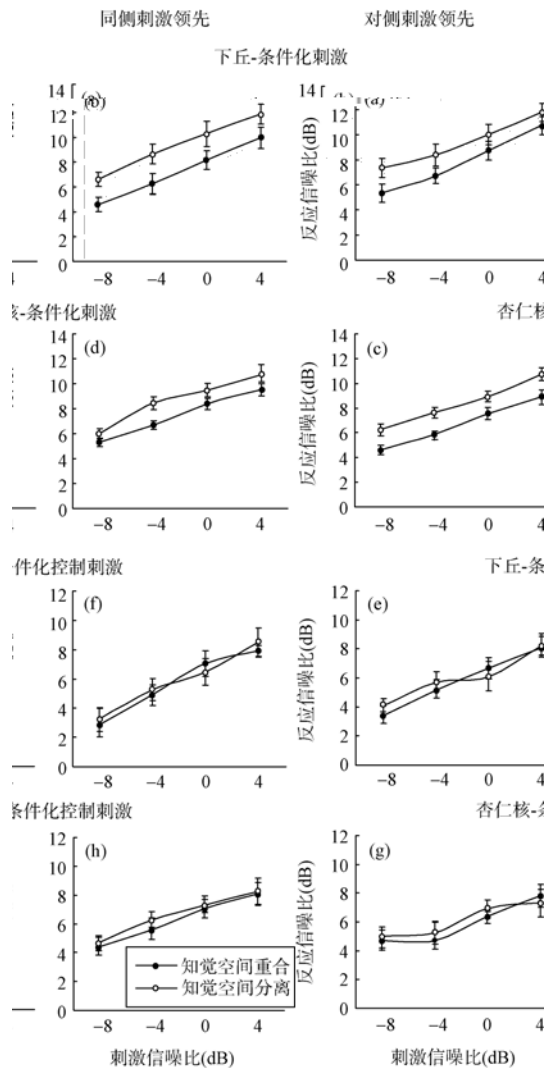 同侧刺激领先 对侧刺激领先
下丘-条件化刺激
(b) (a)
14 12 10 8 6 4 2 0
反应信噪比(dB)
14 12 10 8 6 4 2 0
-8 -4 0 4
-8 -4 0 4
核-条件化刺激 杏仁核
(d) (c)
14 12 10 8 6 4 2 0
反应信噪比(dB)
14 12 10 8 6 4 2 0
4 -8 -4 0 4
-8 -4 0 4
件化控制刺激 下丘-条
(f) (e)
12 10 8 6 4 2 0
反应信噪比(dB)
12 10 8 6 4 2 0
-8 -4 0 4
-8 -4 0 4
条件化控制刺激 杏仁核-条
(h) (g)
12 10 8 6 4 2 0
反应信噪比(dB)
12 10 8 6 4 2 0
知觉空间重合
知觉空间分离
-8 -4 0 4
-8 -4 0 4
刺激信噪比(dB) 刺激信噪比(dB)